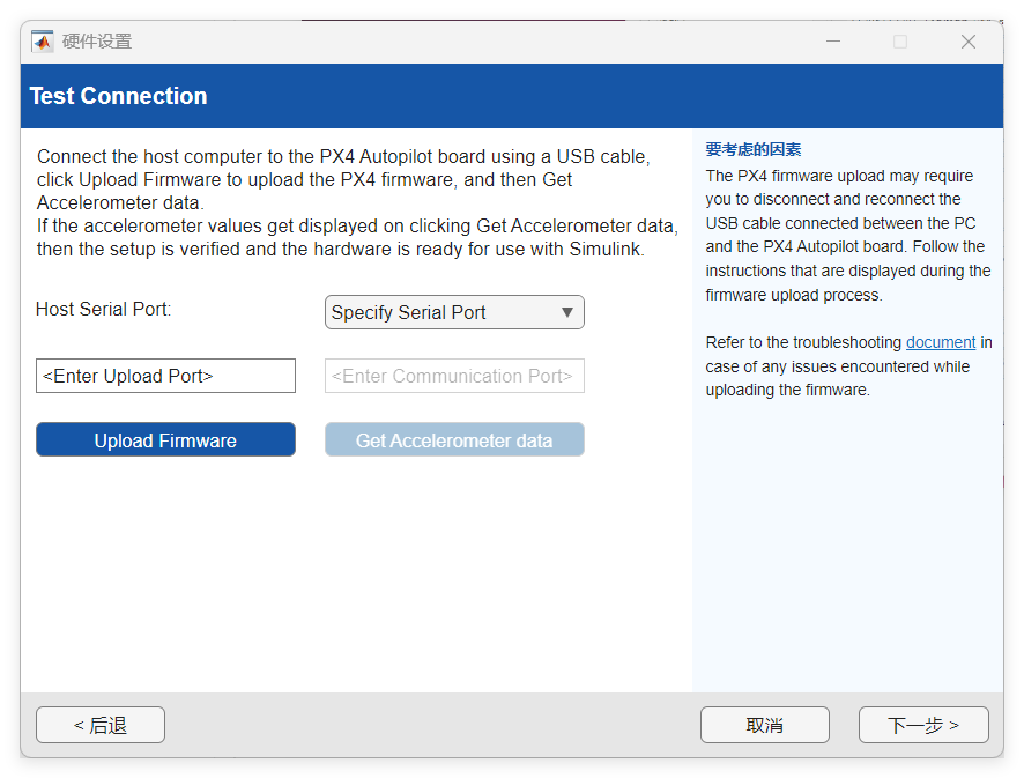 硬件设置
Test Connection
Connect the host computer to the PX4 Autopilot board using a USB cable,
click Upload Firmware to upload the PX4 firmware, and then Get
Accelerometer data.
If the accelerometer values get displayed on clicking Get Accelerometer data,
then the setup is verified and the hardware is ready for use with Simulink.
Host Serial Port:
Specify Serial Port
<Enter Upload Port>
<Enter Communication Port>
Upload Firmware
Get Accelerometer data
要考虑的因素
The PX4 firmware upload may require
you to disconnect and reconnect the
USB cable connected between the PC
and the PX4 Autopilot board. Follow the
instructions that are displayed during the
firmware upload process.
Refer to the troubleshooting document in
case of any issues encountered while
uploading the firmware.
< 后退
取消
下一步 >